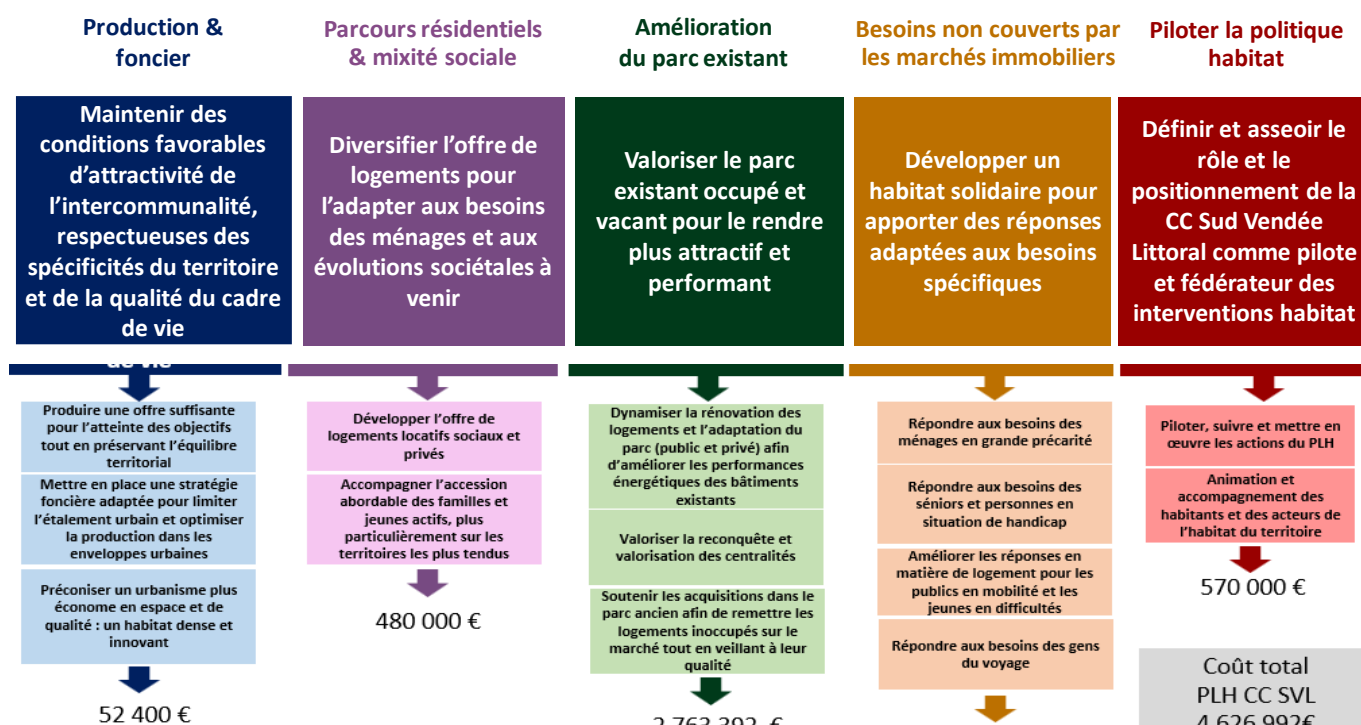 Production &
foncier
Parcours résidentiels
& mixité sociale
Amélioration
du parc existant
Besoins non couverts par
les marchés immobiliers
Piloter la politique
habitat
Maintenir des
conditions favorables
d’attractivité de
l’intercommunalité,
respectueuses des
spécificités du territoire
et de la qualité du cadre
de vie
Diversifier l’offre de
logements pour
l’adapter aux besoins
des ménages et aux
évolutions sociétales à
venir
Valoriser le parc
existant occupé et
vacant pour le rendre
plus attractif et
performant
Développer un
habitat solidaire pour
apporter des réponses
adaptées aux besoins
spécifiques
Définir et asseoir le
rôle et le
positionnement de la
CC Sud Vendée
Littoral comme pilote
et fédérateur des
interventions habitat
de vie
Produire une offre suffisante
pour l’atteinte des objectifs
tout en préservant l’équilibre
territorial
Mettre en place une stratégie
foncière adaptée pour limiter
l’étalement urbain et optimiser
la production dans les
enveloppes urbaines
Préconiser un urbanisme plus
économe en espace et de
qualité : un habitat dense et
innovant
52 400 €
Développer l’offre de
logements locatifs sociaux et
privés
Accompagner l’accession
abordable des familles et
jeunes actifs, plus
particulièrement sur les
territoires les plus tendus
480 000 €
Dynamiser la rénovation des
logements et l’adaptation du
parc (public et privé) afin
d’améliorer les performances
énergétiques des bâtiments
existants
Valoriser la reconquête et
valorisation des centralités
Soutenir les acquisitions dans le
parc ancien afin de remettre les
logements inoccupés sur le
marché tout en veillant à leur
qualité
2 763 392 €
Répondre aux besoins des
ménages en grande précarité
Répondre aux besoins des
séniors et personnes en
situation de handicap
Améliorer les réponses en
matière de logement pour les
publics en mobilité et les
jeunes en difficultés
Répondre aux besoins des gens
du voyage
Piloter, suivre et mettre en
œuvre les actions du PLH
Animation et
accompagnement des
habitants et des acteurs de
l’habitat du territoire
570 000 €
Coût total
PLH CC SVL
4 626 992€